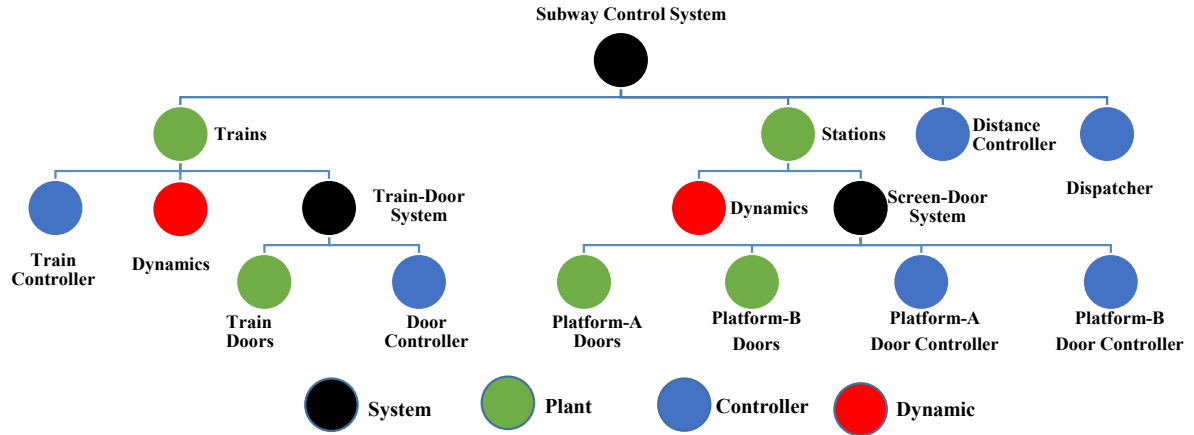 Subway Control System
Trains
Stations
Distance
Controller
Dispatcher
Train
Controller
Dynamics
Train-Door
System
Dynamics
Screen-Door
System
Train
Doors
Door
Controller
Platform-A
Doors
Platform-B
Doors
Platform-A
Door Controller
Platform-B
Door Controller
System
Plant
Controller
Dynamic